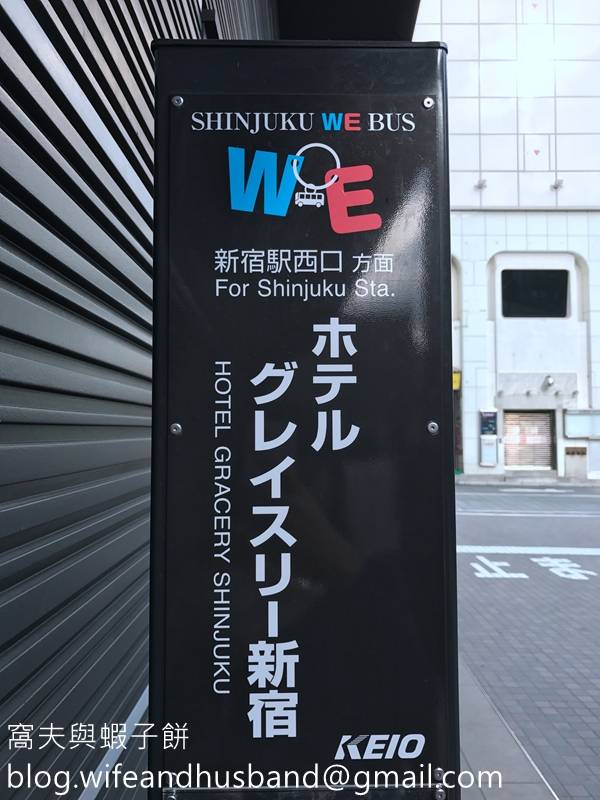 SHINJUKU WE BUS
WE
新宿駅西口 方面
For Shinjuku Sta.
ホテル
グレイスリー新宿
HOTEL GRACERY SHINJUKU
KEIO
止まれ
窩夫與蝦子餅
blog.wifeandhusband@gmail.com